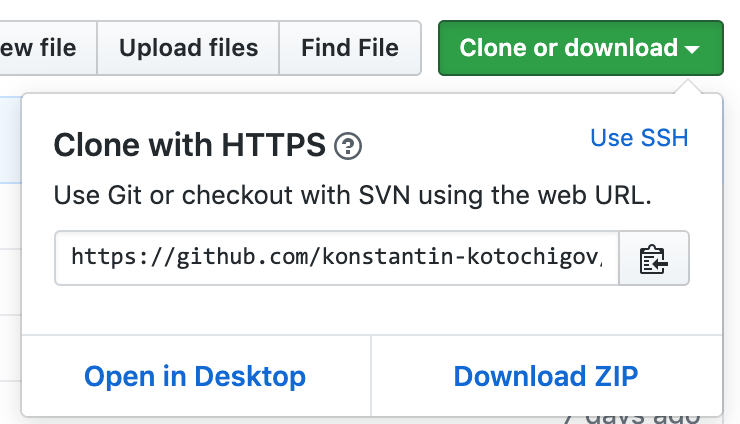 ew file
Upload files
Find File
Clone or download
Clone with HTTPS ?
Use SSH
Use Git or checkout with SVN using the web URL.
https://github.com/konstantin-kotochigov/
Open in Desktop
Download ZIP
7 days ago